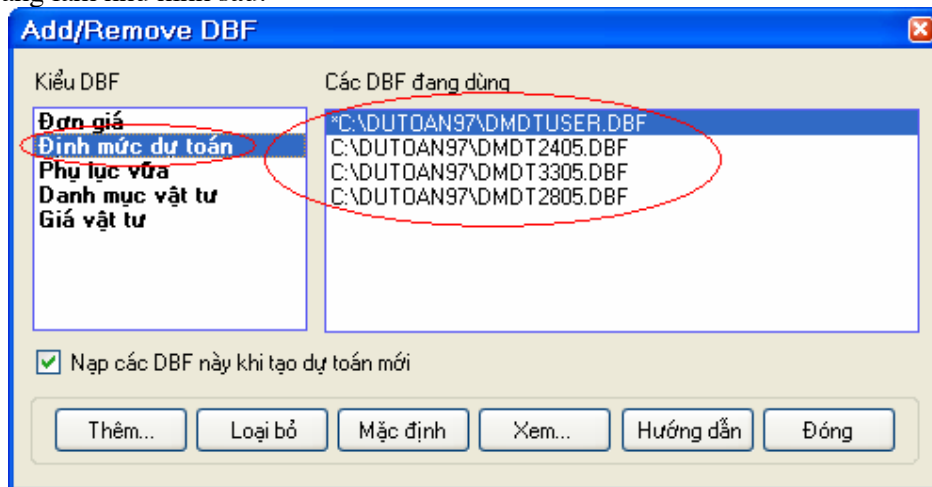 Add/Remove DBF
Kiểu DBF
Các DBF đang dùng
Đơn giá
Định mức dự toán
Phụ lục vữa
Danh mục vật tư
Giá vật tư
*C:\DUTOAN97\DMDTUSER.DBF
C:\DUTOAN97\DMDT2405.DBF
C:\DUTOAN97\DMDT3305.DBF
C:\DUTOAN97\DMDT2805.DBF
Nạp các DBF này khi tạo dự toán mới
Thêm... Loại bỏ Mặc định Xem... Hướng dẫn Đóng